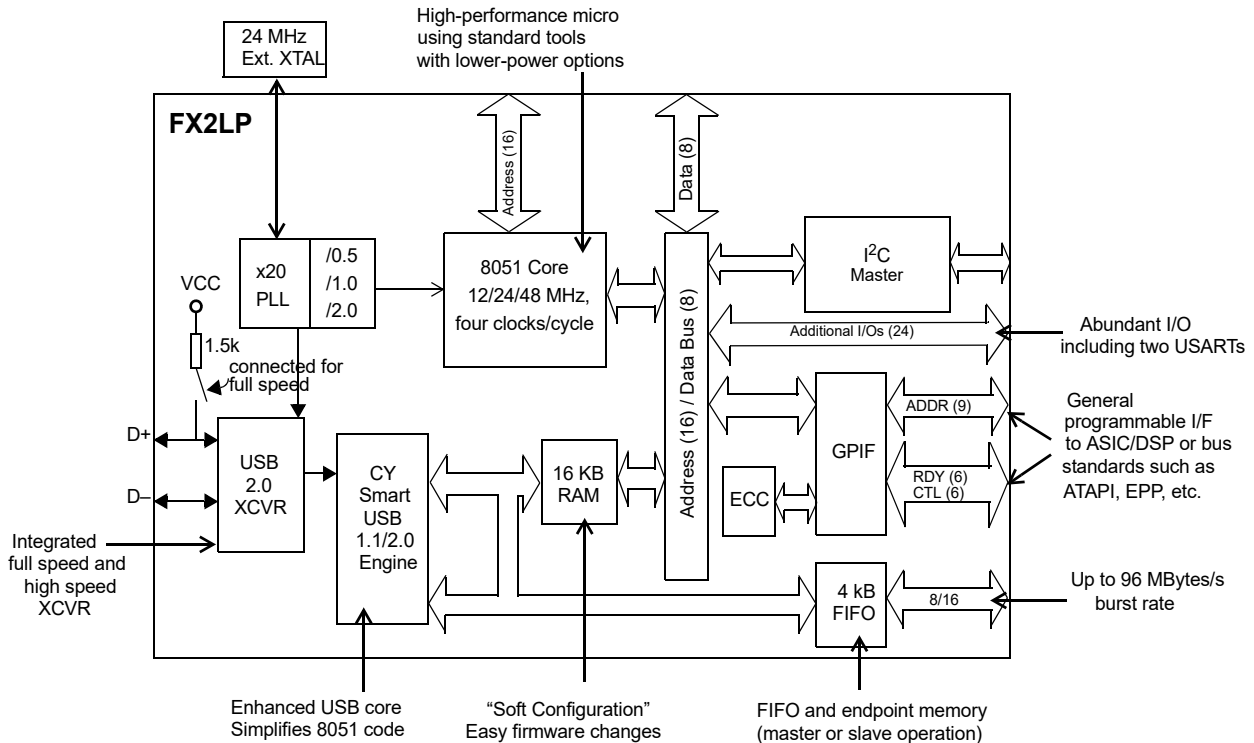 High-performance micro
using standard tools
with lower-power options
24 MHz
Ext. XTAL
FX2LP
Address (16)
Data (8)
x20
PLL
/0.5
/1.0
/2.0
8051 Core
12/24/48 MHz,
four clocks/cycle
I²C
Master
VCC
1.5k
connected for
full speed
Additional I/Os (24)
Abundant I/O
including two USARTs
Address (16) / Data Bus (8)
ADDR (9)
GPIF
RDY (6)
CTL (6)
General
programmable I/F
to ASIC/DSP or bus
standards such as
ATAPI, EPP, etc.
D+
D–
USB
2.0
XCVR
CY
Smart
USB
1.1/2.0
Engine
16 KB
RAM
ECC
Integrated
full speed and
high speed
XCVR
4 kB
FIFO
8/16
Up to 96 MBytes/s
burst rate
Enhanced USB core
Simplifies 8051 code
“Soft Configuration”
Easy firmware changes
FIFO and endpoint memory
(master or slave operation)